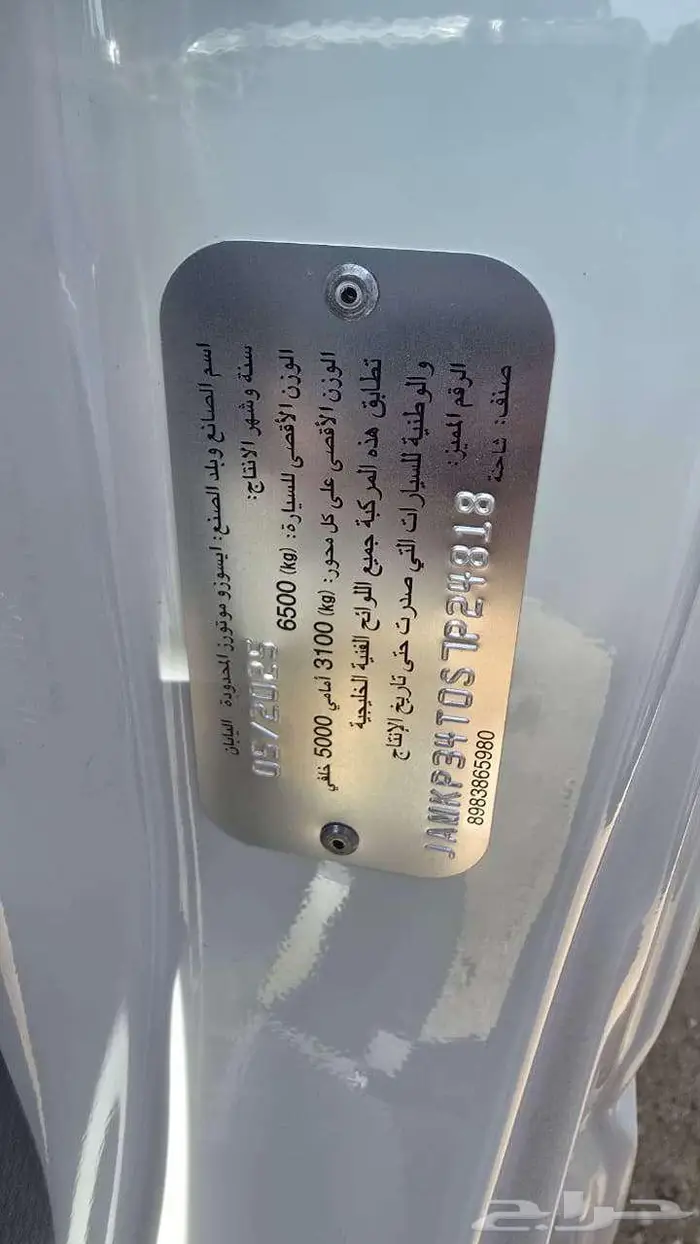 اسم الصانع وبلد الصنع: ايسوزو موتورز المحدودة اليابان
سنة وشهر الانتاج: 05/2025
الوزن الأقصى للسيارة: (kg) 6500
الوزن الأقصى على كل محور: (kg) 3100 أمامي 5000 خلفي
تطابق هذه المركبة جميع اللوائح الفنية الخليجية
والوطنية للسيارات التي صدرت حتى تاريخ الإنتاج
الرقم المميز: JAMKP34TOS7P24818
صنف: شاحنة 8983865980
حراج